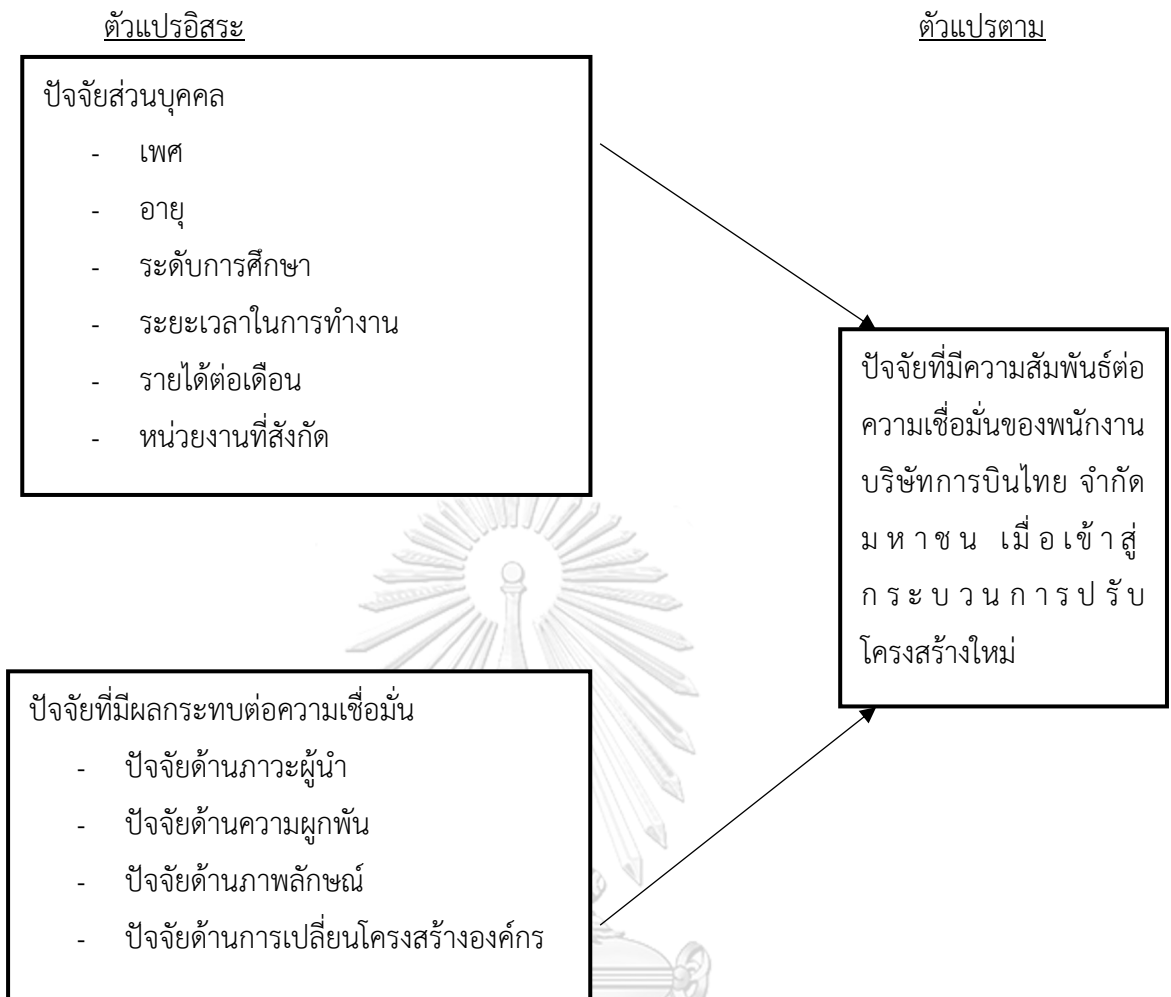 ตัวแปรอิสระ
ตัวแปรตาม
ปัจจัยส่วนบุคคล
- เพศ
- อายุ
- ระดับการศึกษา
- ระยะเวลาในการทำงาน
- รายได้ต่อเดือน
- หน่วยงานที่สังกัด
ปัจจัยที่มีผลกระทบต่อความเชื่อมั่น
- ปัจจัยด้านภาวะผู้นำ
- ปัจจัยด้านความผูกพัน
- ปัจจัยด้านภาพลักษณ์
- ปัจจัยด้านการเปลี่ยนโครงสร้างองค์กร
ปัจจัยที่มีความสัมพันธ์ต่อ
ความเชื่อมั่นของพนักงาน
บริษัทการบินไทย จำกัด
มหาชน เมื่อเข้าสู่
กระบวนการปรับ
โครงสร้างใหม่